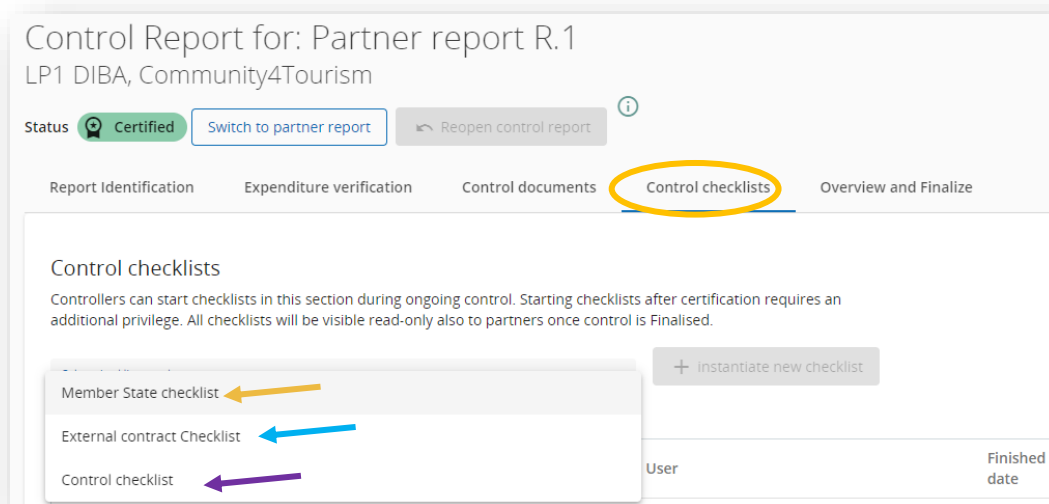 Control Report for: Partner report R.1
LP1 DIBA, Community4Tourism
Status Certified Switch to partner report Reopen control report
Report Identification Expenditure verification Control documents Control checklists Overview and Finalize
Control checklists
Controllers can start checklists in this section during ongoing control. Starting checklists after certification requires an
additional privilege. All checklists will be visible read-only also to partners once control is Finalised.
+ instantiate new checklist
Member State checklist
External contract Checklist
Control checklist
User
Finished
date